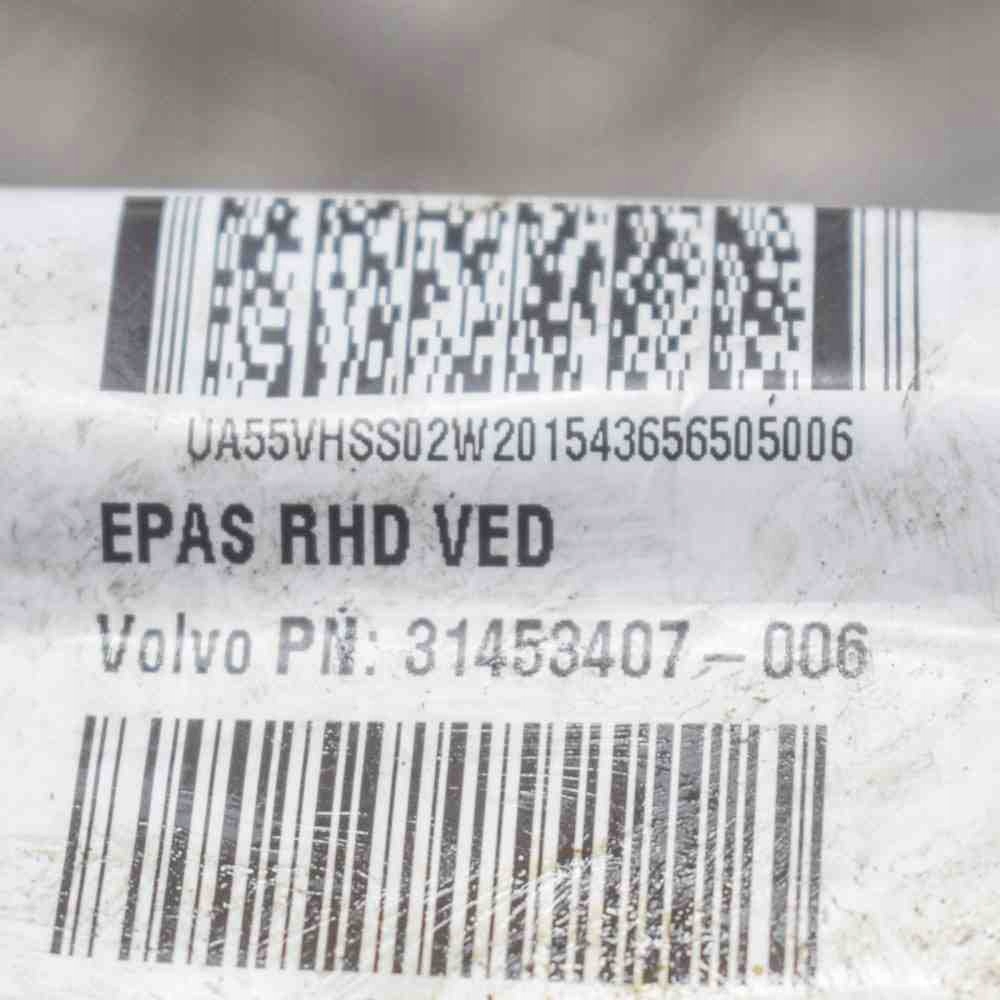 UA55VHSS02W201543656505006
EPAS RHD VED
Volvo PN: 31453407 - 006